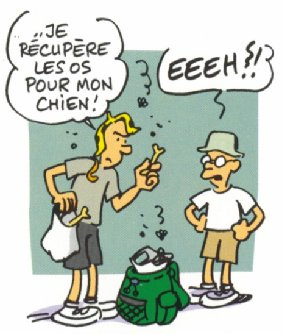 ..JE
RÉCUPÈRE
LES OS
POUR MON
CHIEN!
EEEH?!